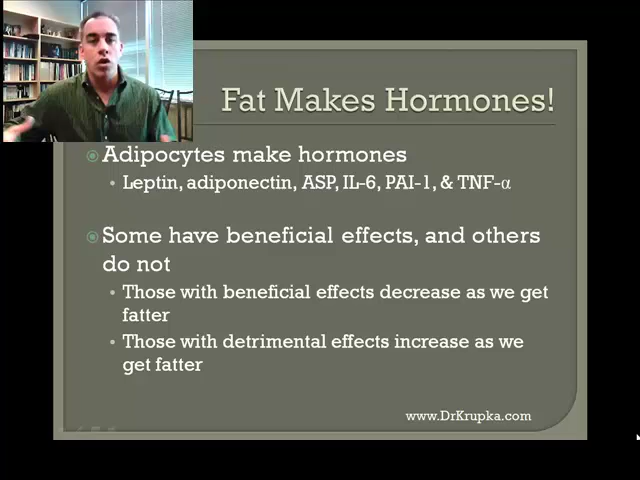 Fat Makes Hormones!
Adipocytes make hormones
Leptin, adiponectin, ASP, IL-6, PAI-1, & TNF-α
Some have beneficial effects, and others
do not
Those with beneficial effects decrease as we get
fatter
Those with detrimental effects increase as we
get fatter
www.DrKrupka.com